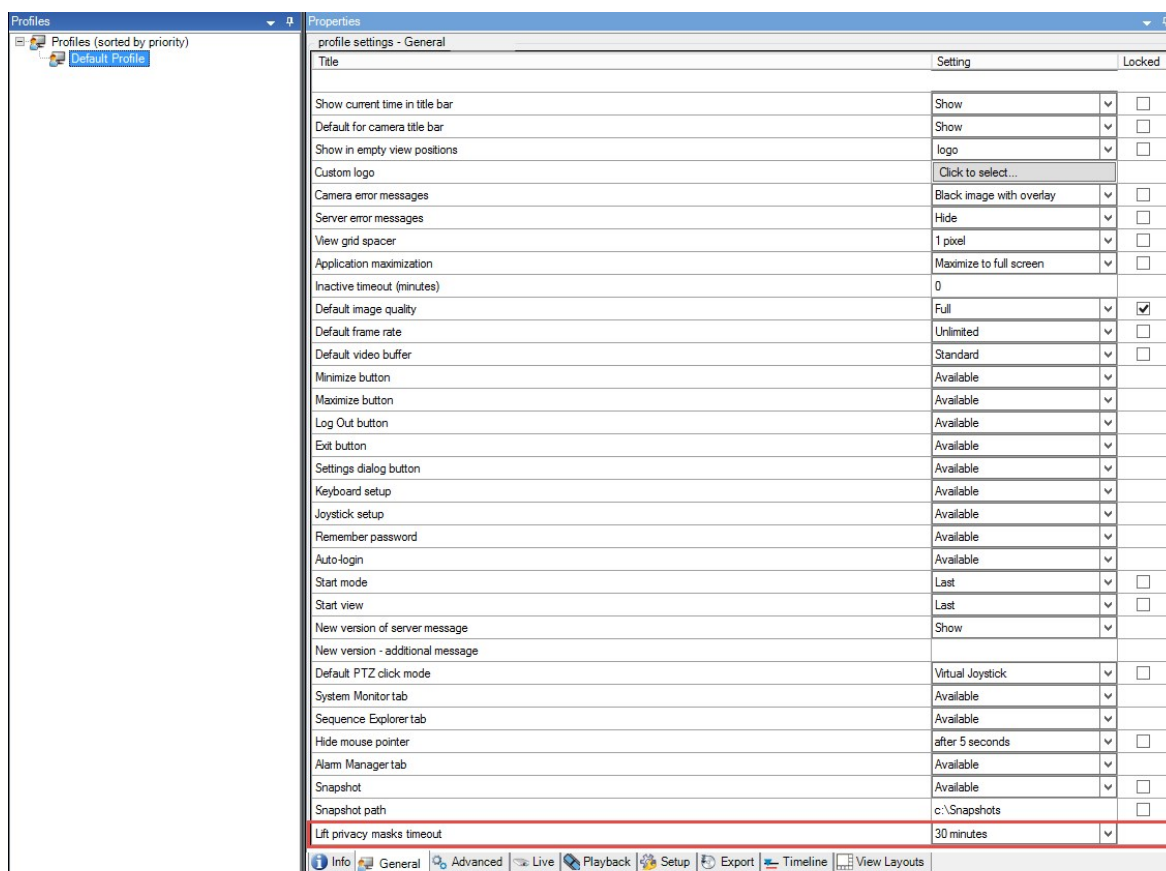 Profiles
Properties
Profiles (sorted by priority)
Default Profile
profile settings - General
Title Setting Locked
Show current time in title bar Show
Default for camera title bar Show
Show in empty view positions logo
Custom logo Click to select...
Camera error messages Black image with overlay
Server error messages Hide
View grid spacer 1 pixel
Application maximization Maximize to full screen
Inactive timeout (minutes) 0
Default image quality Full
Default frame rate Unlimited
Default video buffer Standard
Minimize button Available
Maximize button Available
Log Out button Available
Exit button Available
Settings dialog button Available
Keyboard setup Available
Joystick setup Available
Remember password Available
Auto-login Available
Start mode Last
Start view Last
New version of server message Show
New version - additional message
Default PTZ click mode Virtual Joystick
System Monitor tab Available
Sequence Explorer tab Available
Hide mouse pointer after 5 seconds
Alarm Manager tab Available
Snapshot Available
Snapshot path c:\Snapshots
Lift privacy masks timeout 30 minutes
Info General Advanced Live Playback Setup Export Timeline View Layouts